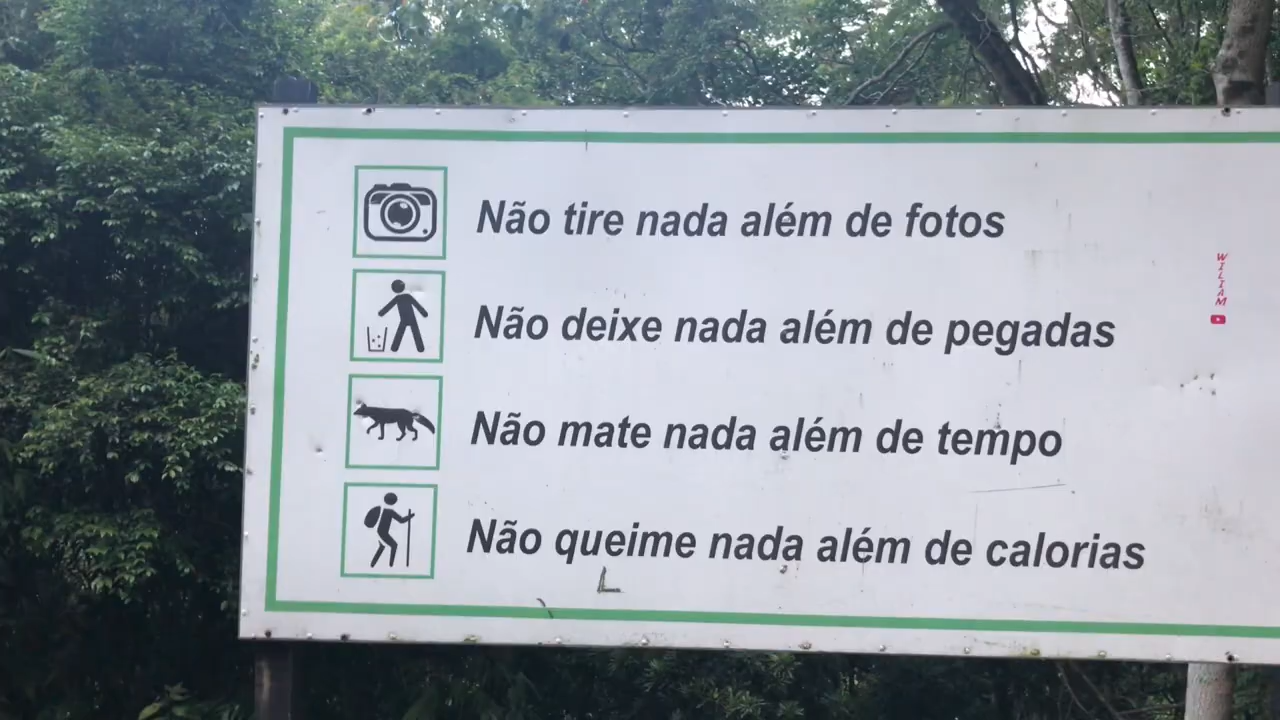 Não tire nada além de fotos
Não deixe nada além de pegadas
Não mate nada além de tempo
Não queime nada além de calorias
WILIAM